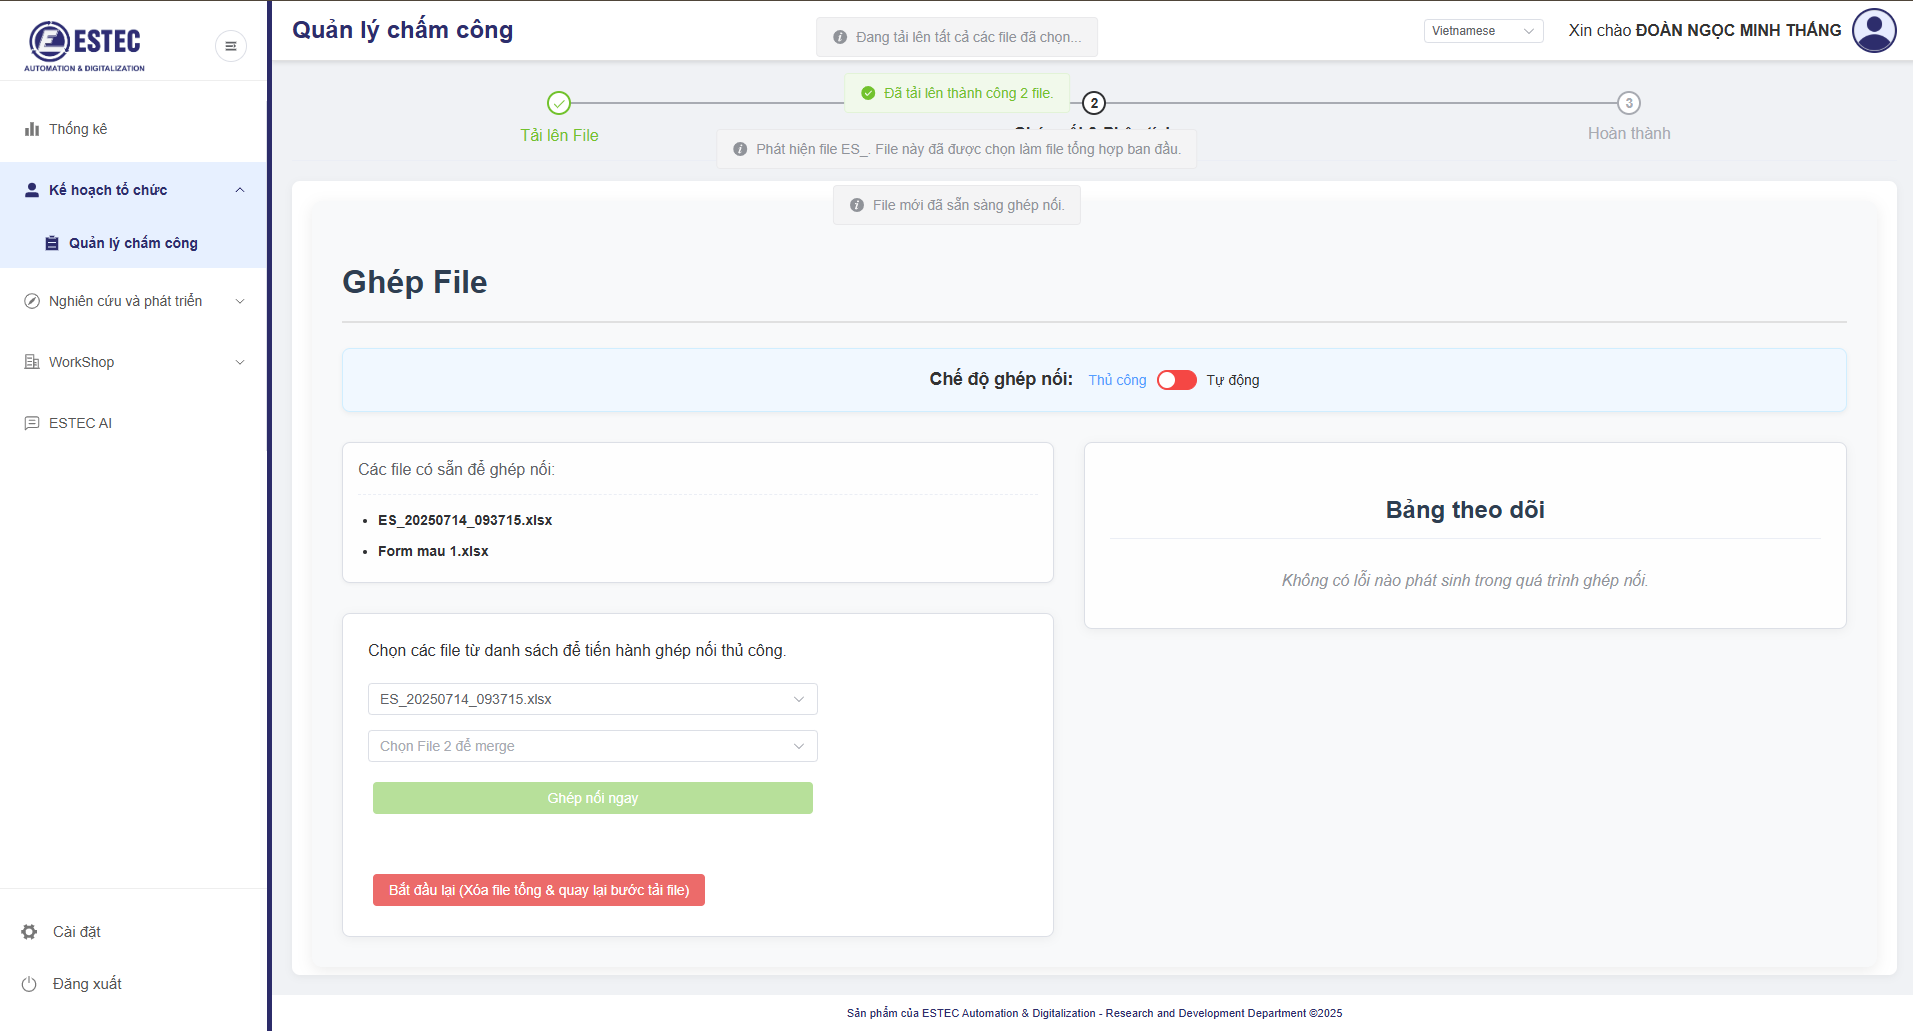 ESTEC
AUTOMATION & DIGITALIZATION
Thống kê
Kế hoạch tổ chức
Quản lý chấm công
Nghiên cứu và phát triển
WorkShop
ESTEC AI
Cài đặt
Đăng xuất
Quản lý chấm công
Vietnamese
Xin chào ĐOÀN NGỌC MINH THẮNG
Đang tải lên tất cả các file đã chọn...
Đã tải lên thành công 2 file.
Phát hiện file ES_. File này đã được chọn làm file tổng hợp ban đầu.
File mới đã sẵn sàng ghép nối.
Tải lên File
2
3
Hoàn thành
Ghép File
Chế độ ghép nối: Thủ công Tự động
Các file có sẵn để ghép nối:
• ES_20250714_093715.xlsx
• Form mau 1.xlsx
Chọn các file từ danh sách để tiến hành ghép nối thủ công.
ES_20250714_093715.xlsx
Chọn File 2 để merge
Ghép nối ngay
Bắt đầu lại (Xóa file tổng & quay lại bước tải file)
Bảng theo dõi
Không có lỗi nào phát sinh trong quá trình ghép nối.
Sản phẩm của ESTEC Automation & Digitalization - Research and Development Department ©2025